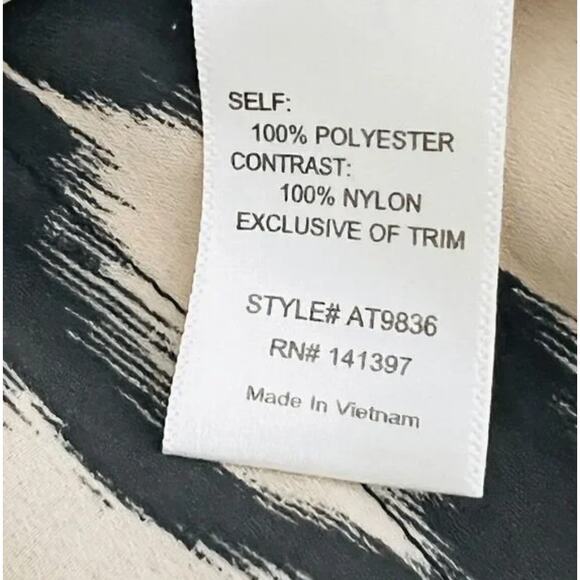 SELF:
100% POLYESTER
CONTRAST:
100% NYLON
EXCLUSIVE OF TRIM
STYLE# AT9836
RN# 141397
Made In Vietnam